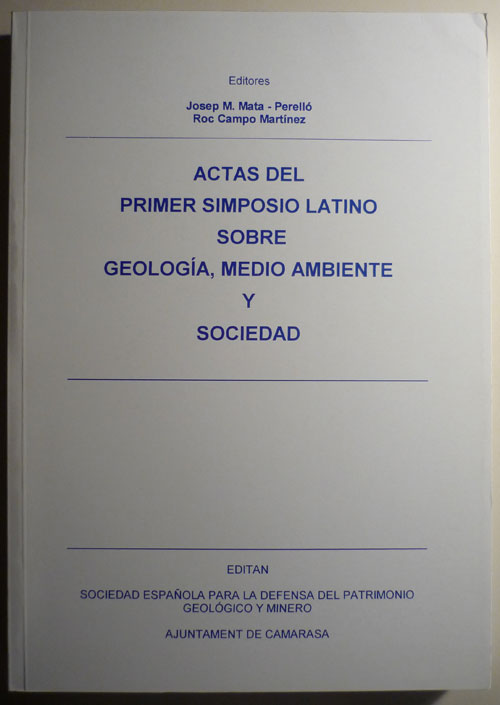 Editores
Josep M. Mata - Perelló
Roc Campo Martínez
ACTAS DEL
PRIMER SIMPOSIO LATINO
SOBRE
GEOLOGÍA, MEDIO AMBIENTE
Y
SOCIEDAD
EDITAN
SOCIEDAD ESPAÑOLA PARA LA DEFENSA DEL PATRIMONIO
GEOLÓGICO Y MINERO
AJUNTAMENT DE CAMARASA